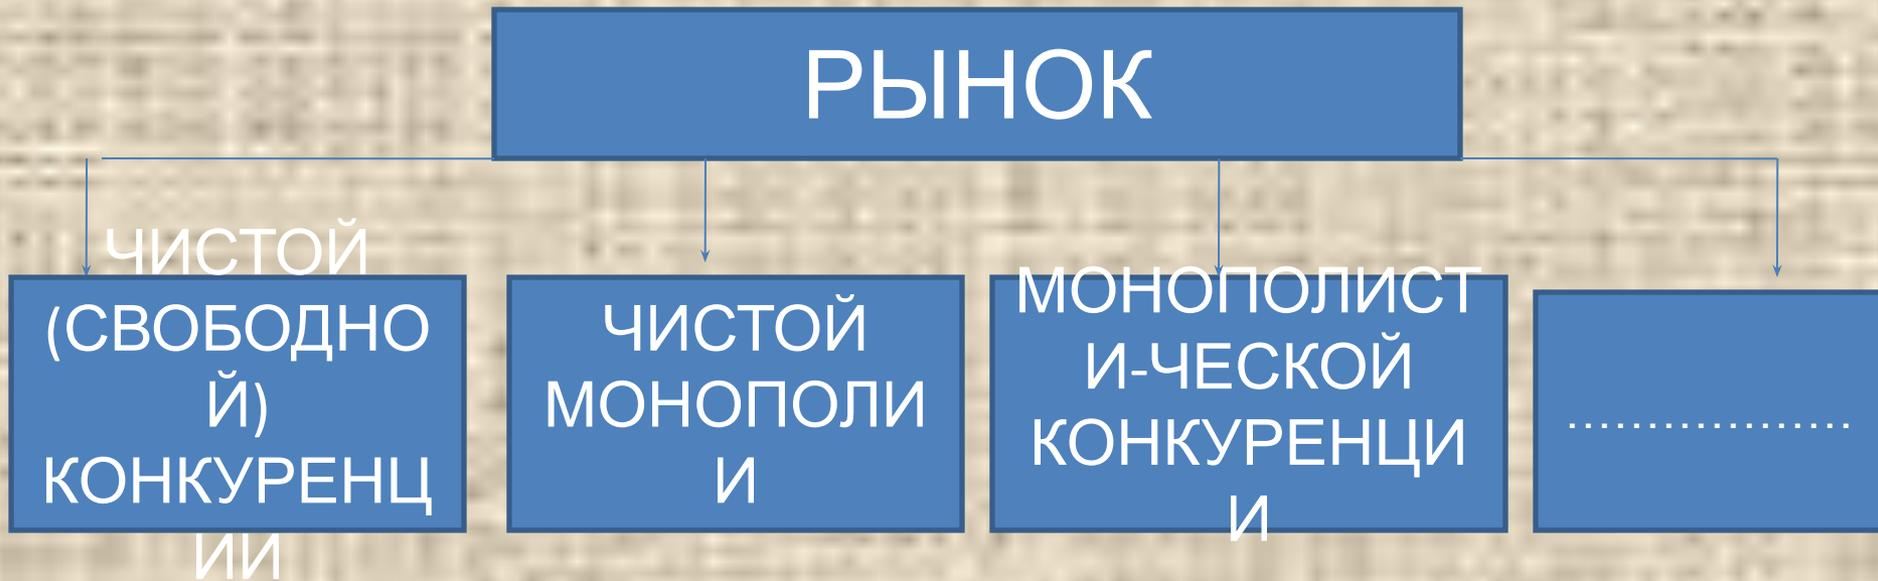 РЫНОК
ЧИСТОЙ
(СВОБОДНО
Й)
КОНКУРЕНЦ
ИИ
ЧИСТОЙ
МОНОПОЛИ
И
МОНОПОЛИСТ
И-ЧЕСКОЙ
КОНКУРЕНЦИ
И
..................